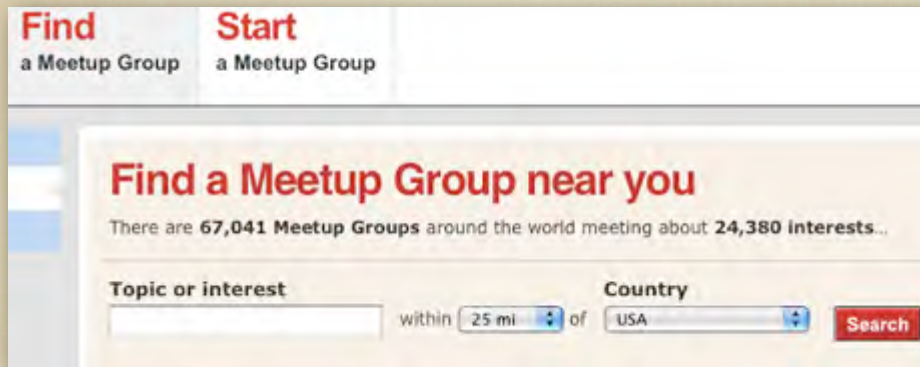 Find Start
a Meetup Group a Meetup Group
Find a Meetup Group near you
There are 67,041 Meetup Groups around the world meeting about 24,380 interests...
Topic or interest Country
within 25 mi of USA Search